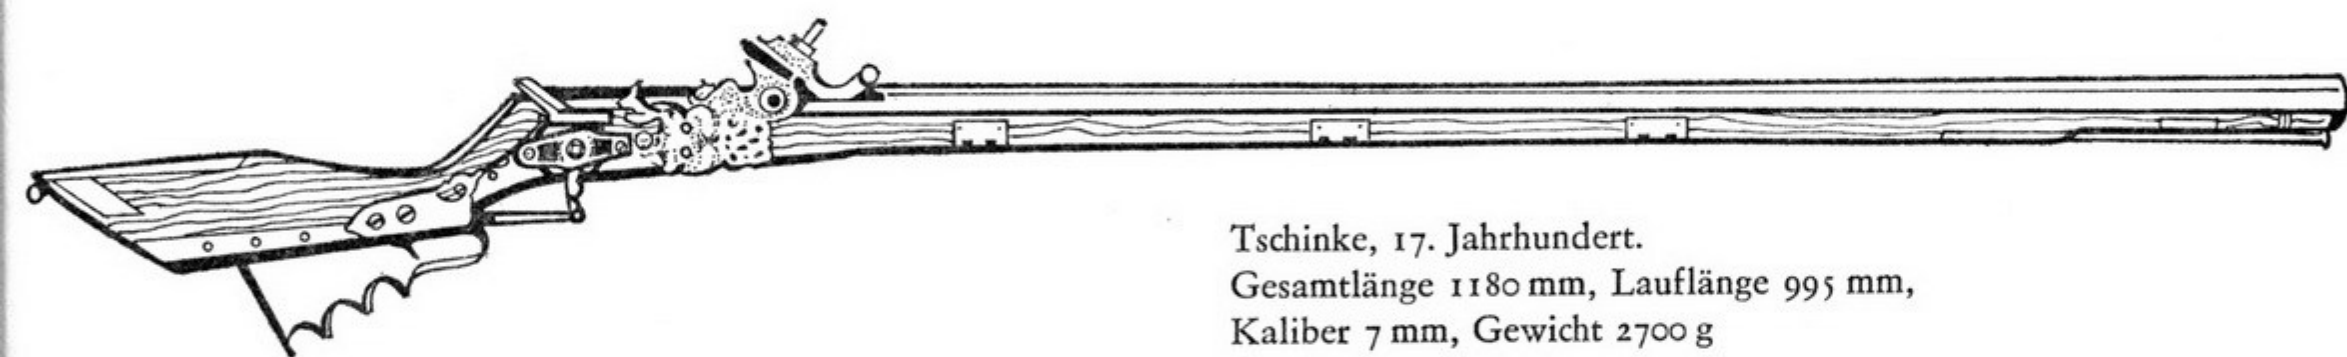 Tschinke, 17. Jahrhundert.
Gesamtlänge 1180 mm, Lauflänge 995 mm,
Kaliber 7 mm, Gewicht 2700 g